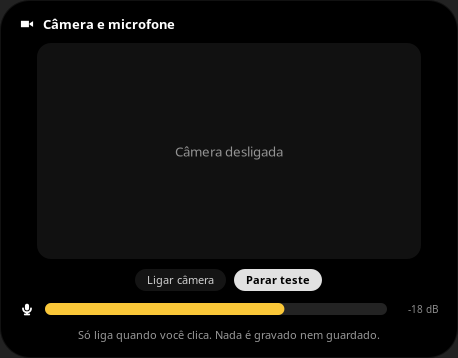 Câmera e microfone
Câmera desligada
Ligar câmera
Parar teste
-18 dB
Só liga quando você clica. Nada é gravado nem guardado.